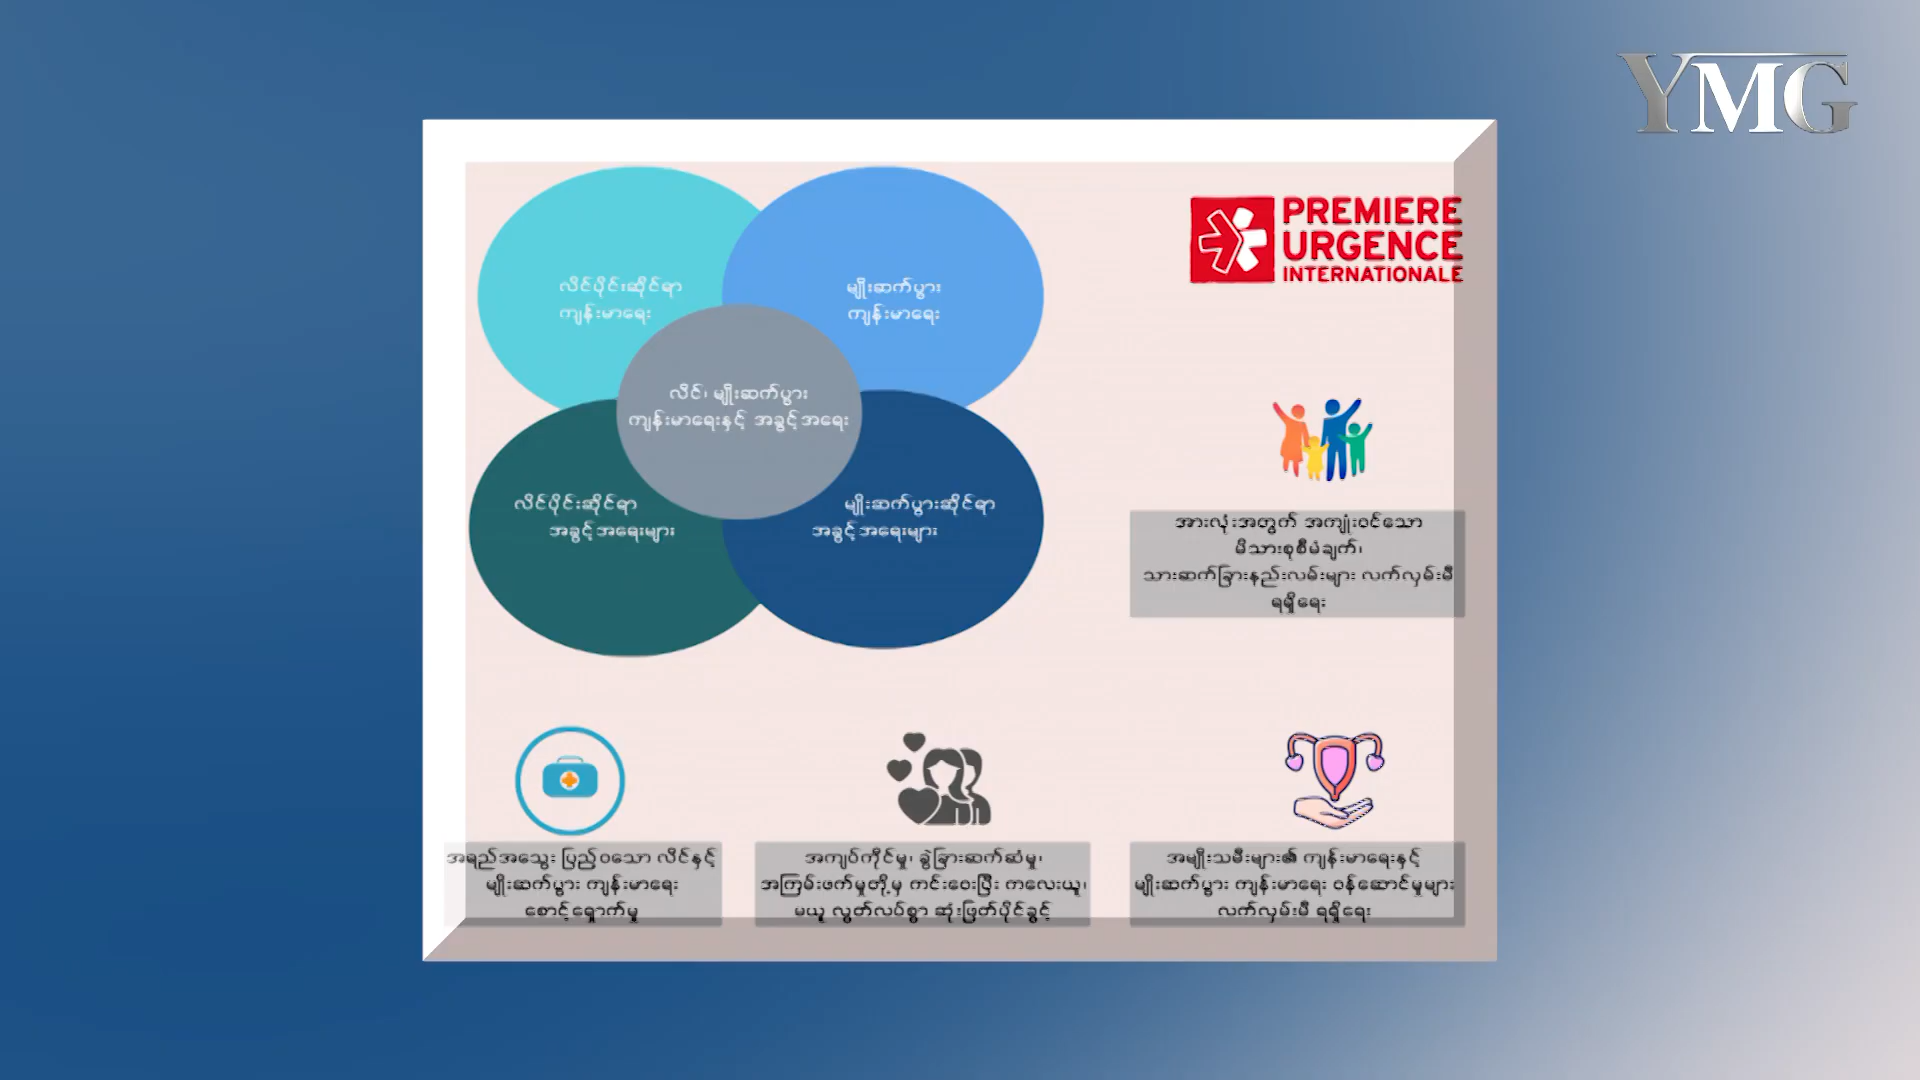 YMG
PREMIERE
URGENCE
INTERNATIONALE
လိင်ပိုင်းဆိုင်ရာ
ကျန်းမာရေး
မျိုးဆက်ပွား
ကျန်းမာရေး
လိင်၊ မျိုးဆက်ပွား
ကျန်းမာရေးနှင့် အခွင့်အရေး
လိင်ပိုင်းဆိုင်ရာ
အခွင့်အရေးများ
မျိုးဆက်ပွားဆိုင်ရာ
အခွင့်အရေးများ
အားလုံးအတွက် အကျုံးဝင်သော
မိသားစုစီမံချက်၊
သားဆက်ခြားနည်းလမ်းများ လက်လှမ်းမီ
ရရှိရေး
အရည်အသွေး ပြည့်ဝသော လိင်နှင့်
မျိုးဆက်ပွား ကျန်းမာရေး
စောင့်ရှောက်မှု
အကျပ်ကိုင်မှု၊ ခွဲခြားဆက်ဆံမှု၊
အကြမ်းဖက်မှုတို့မှ ကင်းဝေးပြီး ကလေးယူ၊
မယူ လွတ်လပ်စွာ ဆုံးဖြတ်ပိုင်ခွင့်
အမျိုးသမီးများ၏ ကျန်းမာရေးနှင့်
မျိုးဆက်ပွား ကျန်းမာရေး ဝန်ဆောင်မှုများ
လက်လှမ်းမီ ရရှိရေး